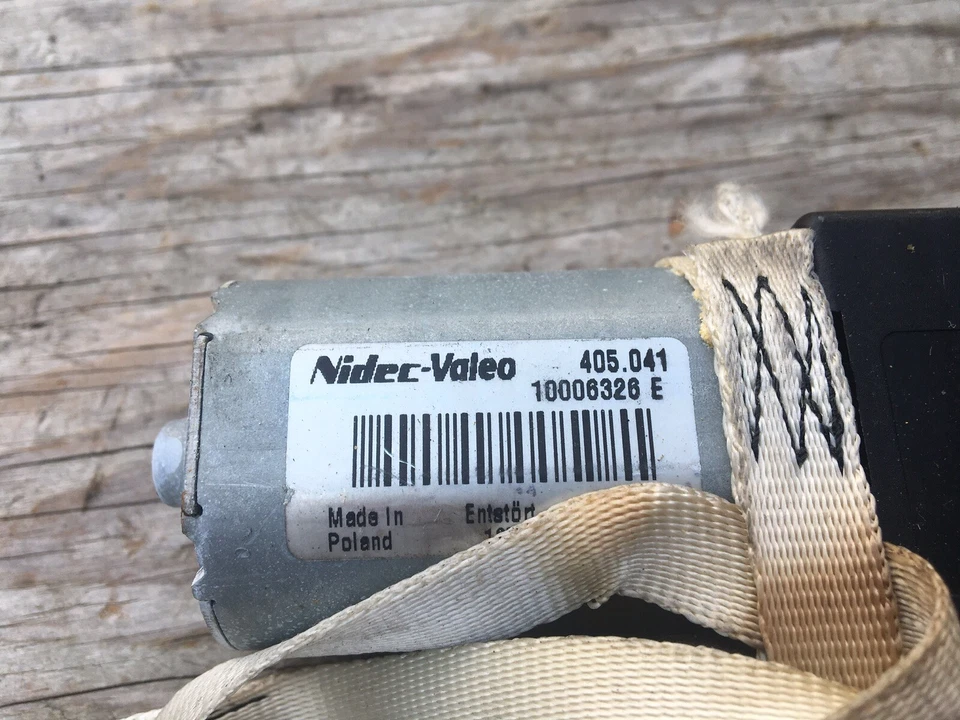 Nidec-Valeo 405.041
10006326 E
Made In Entstört
Poland